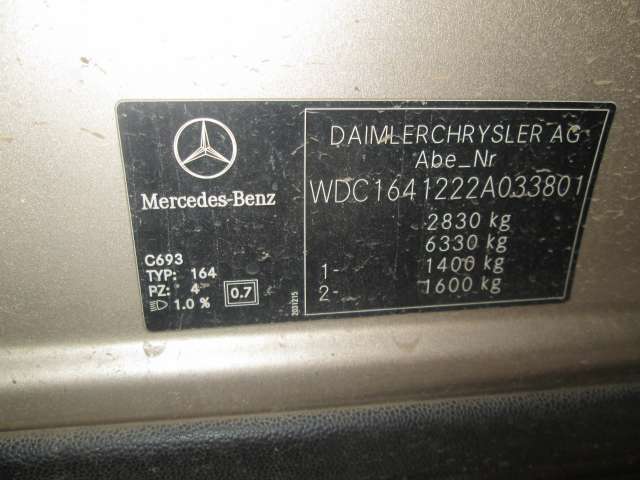 Mercedes-Benz
C693
TYP: 164
PZ: 4
1.0 %
0.7
2031215
DAIMLERCHRYSLER AG
Abe_Nr
WDC1641222A033801
2830 kg
6330 kg
1- 1400 kg
2- 1600 kg